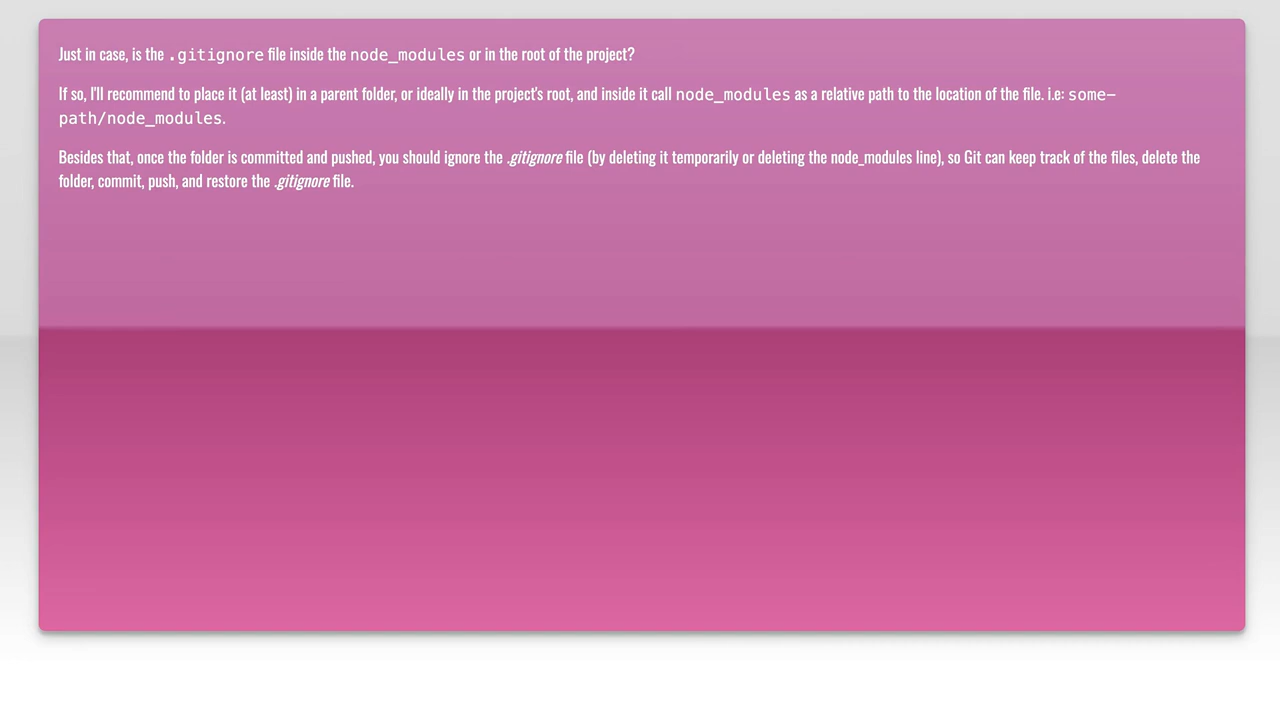 Just in case, is the .gitignore file inside the node_modules or in the root of the project?
If so, I'll recommend to place it (at least) in a parent folder, or ideally in the project's root, and inside it call node_modules as a relative path to the location of the file. i.e: some-
path/node_modules.
Besides that, once the folder is committed and pushed, you should ignore the .gitignore file (by deleting it temporarily or deleting the node_modules line), so Git can keep track of the files, delete the
folder, commit, push, and restore the .gitignore file.